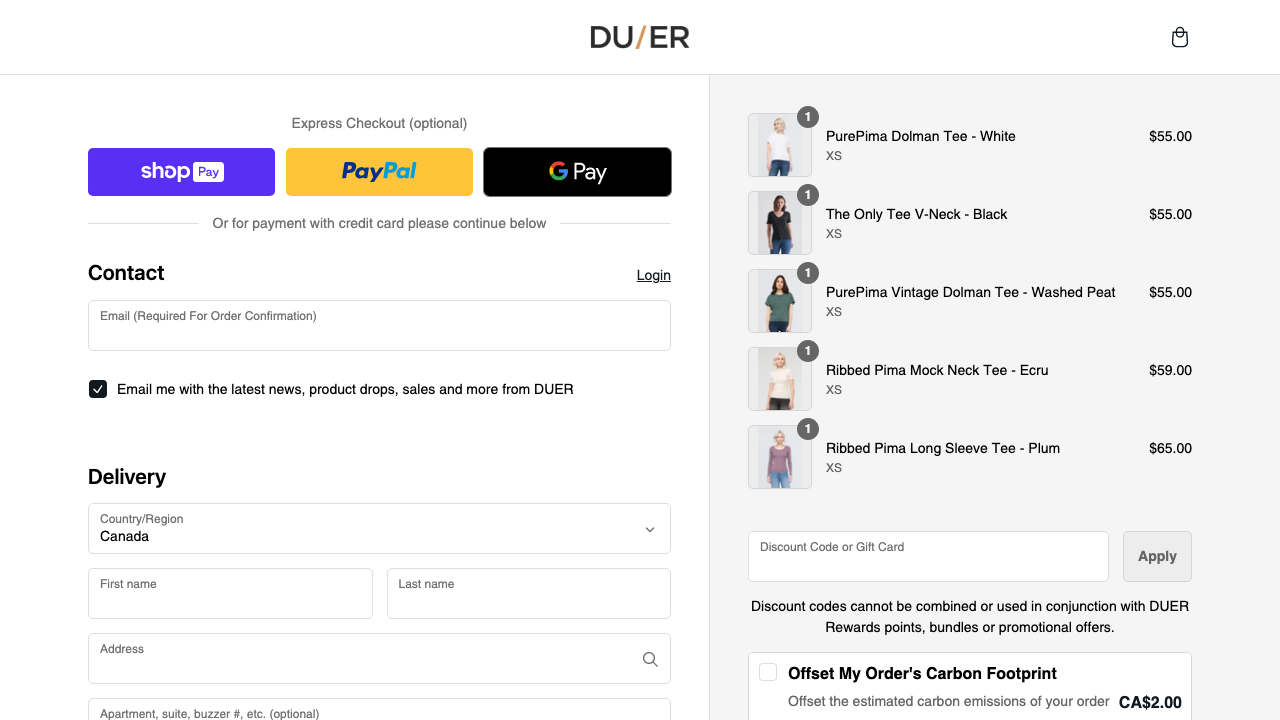 DU/ER
Express Checkout (optional)
shop Pay
PayPal
G Pay
Or for payment with credit card please continue below
Contact
Login
Email (Required For Order Confirmation)
Email me with the latest news, product drops, sales and more from DUER
Delivery
Country/Region
Canada
First name
Last name
Address
Apartment, suite, buzzer #, etc. (optional)
1
PurePima Dolman Tee - White
$55.00
XS
1
The Only Tee V-Neck - Black
$55.00
XS
1
PurePima Vintage Dolman Tee - Washed Peat
$55.00
XS
1
Ribbed Pima Mock Neck Tee - Ecru
$59.00
XS
1
Ribbed Pima Long Sleeve Tee - Plum
$65.00
XS
Discount Code or Gift Card
Apply
Discount codes cannot be combined or used in conjunction with DUER
Rewards points, bundles or promotional offers.
Offset My Order's Carbon Footprint
Offset the estimated carbon emissions of your order
CA$2.00